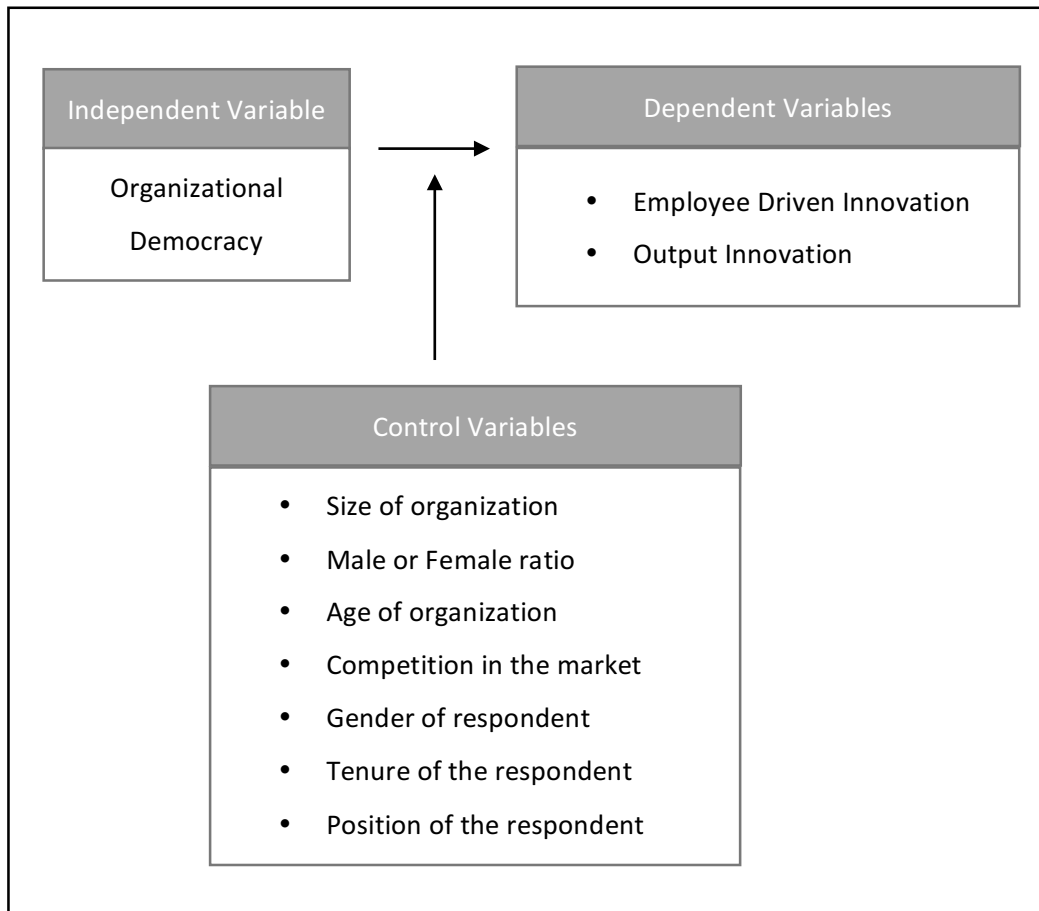 Independent Variable
Organizational
Democracy
Dependent Variables
• Employee Driven Innovation
• Output Innovation
Control Variables
• Size of organization
• Male or Female ratio
• Age of organization
• Competition in the market
• Gender of respondent
• Tenure of the respondent
• Position of the respondent